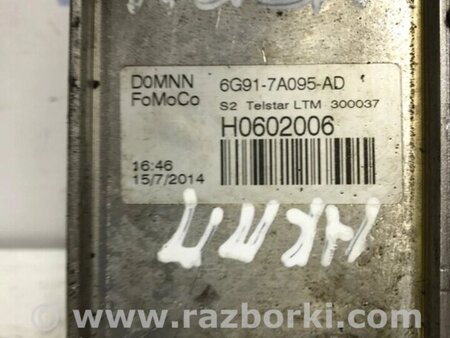 D0MNN 6G91-7A095-AD
FoMoCo S2 Telstar LTM 300037
H0602006
16:46
15/7/2014
www.razborki.com